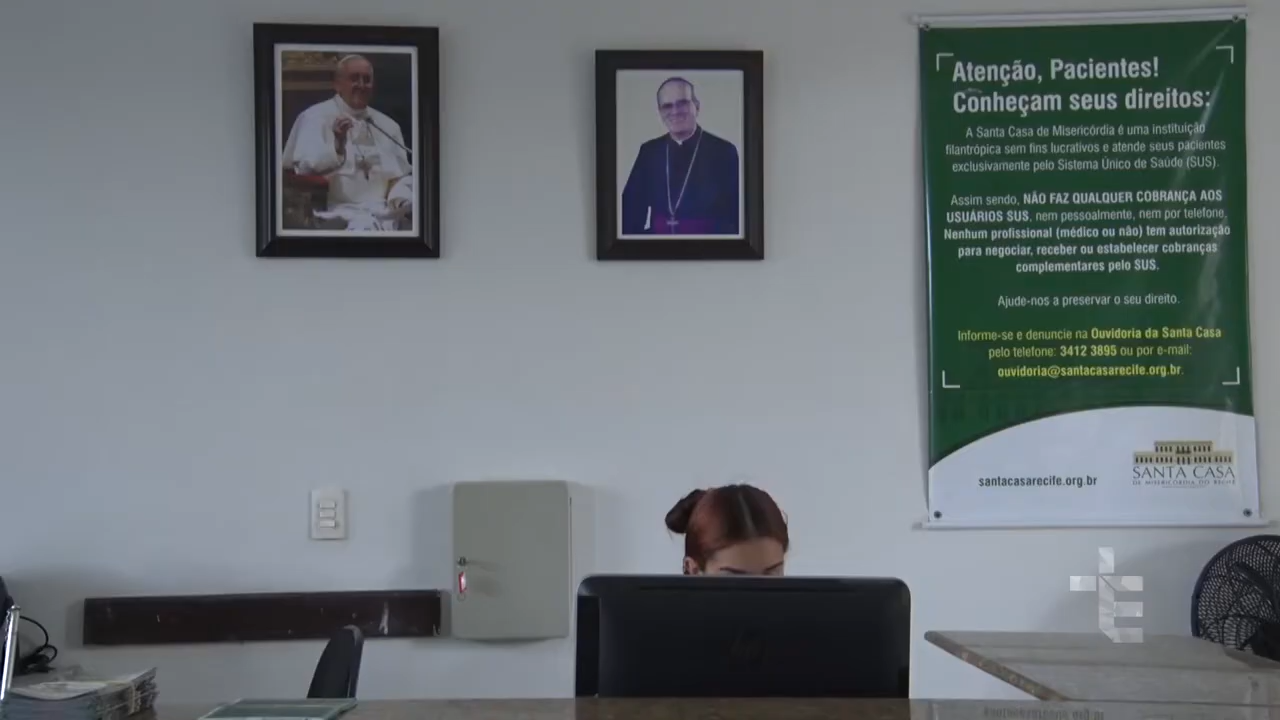 Atenção, Pacientes!
Conheçam seus direitos:
A Santa Casa de Misericórdia é uma instituição
filantrópica sem fins lucrativos e atende seus pacientes
exclusivamente pelo Sistema Único de Saúde (SUS).
Assim sendo, NÃO FAZ QUALQUER COBRANÇA AOS
USUÁRIOS SUS, nem pessoalmente, nem por telefone.
Nenhum profissional (médico ou não) tem autorização
para negociar, receber ou estabelecer cobranças
complementares pelo SUS.
Ajude-nos a preservar o seu direito.
Informe-se e denuncie na Ouvidoria da Santa Casa
pelo telefone: 3412 3895 ou por e-mail:
ouvidoria@santacasarecife.org.br.
santacasarecife.org.br
SANTA CASA
DE MISERICÓRDIA DO RECIFE